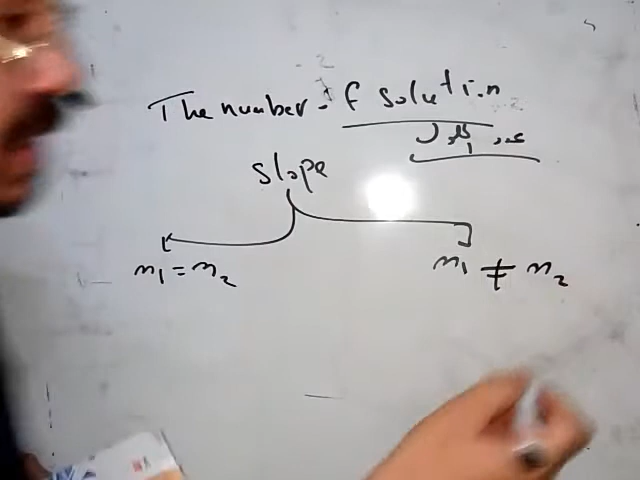 The number of solution
عدد الحلول
slope
m₁ = m₂
m₁ ≠ m₂